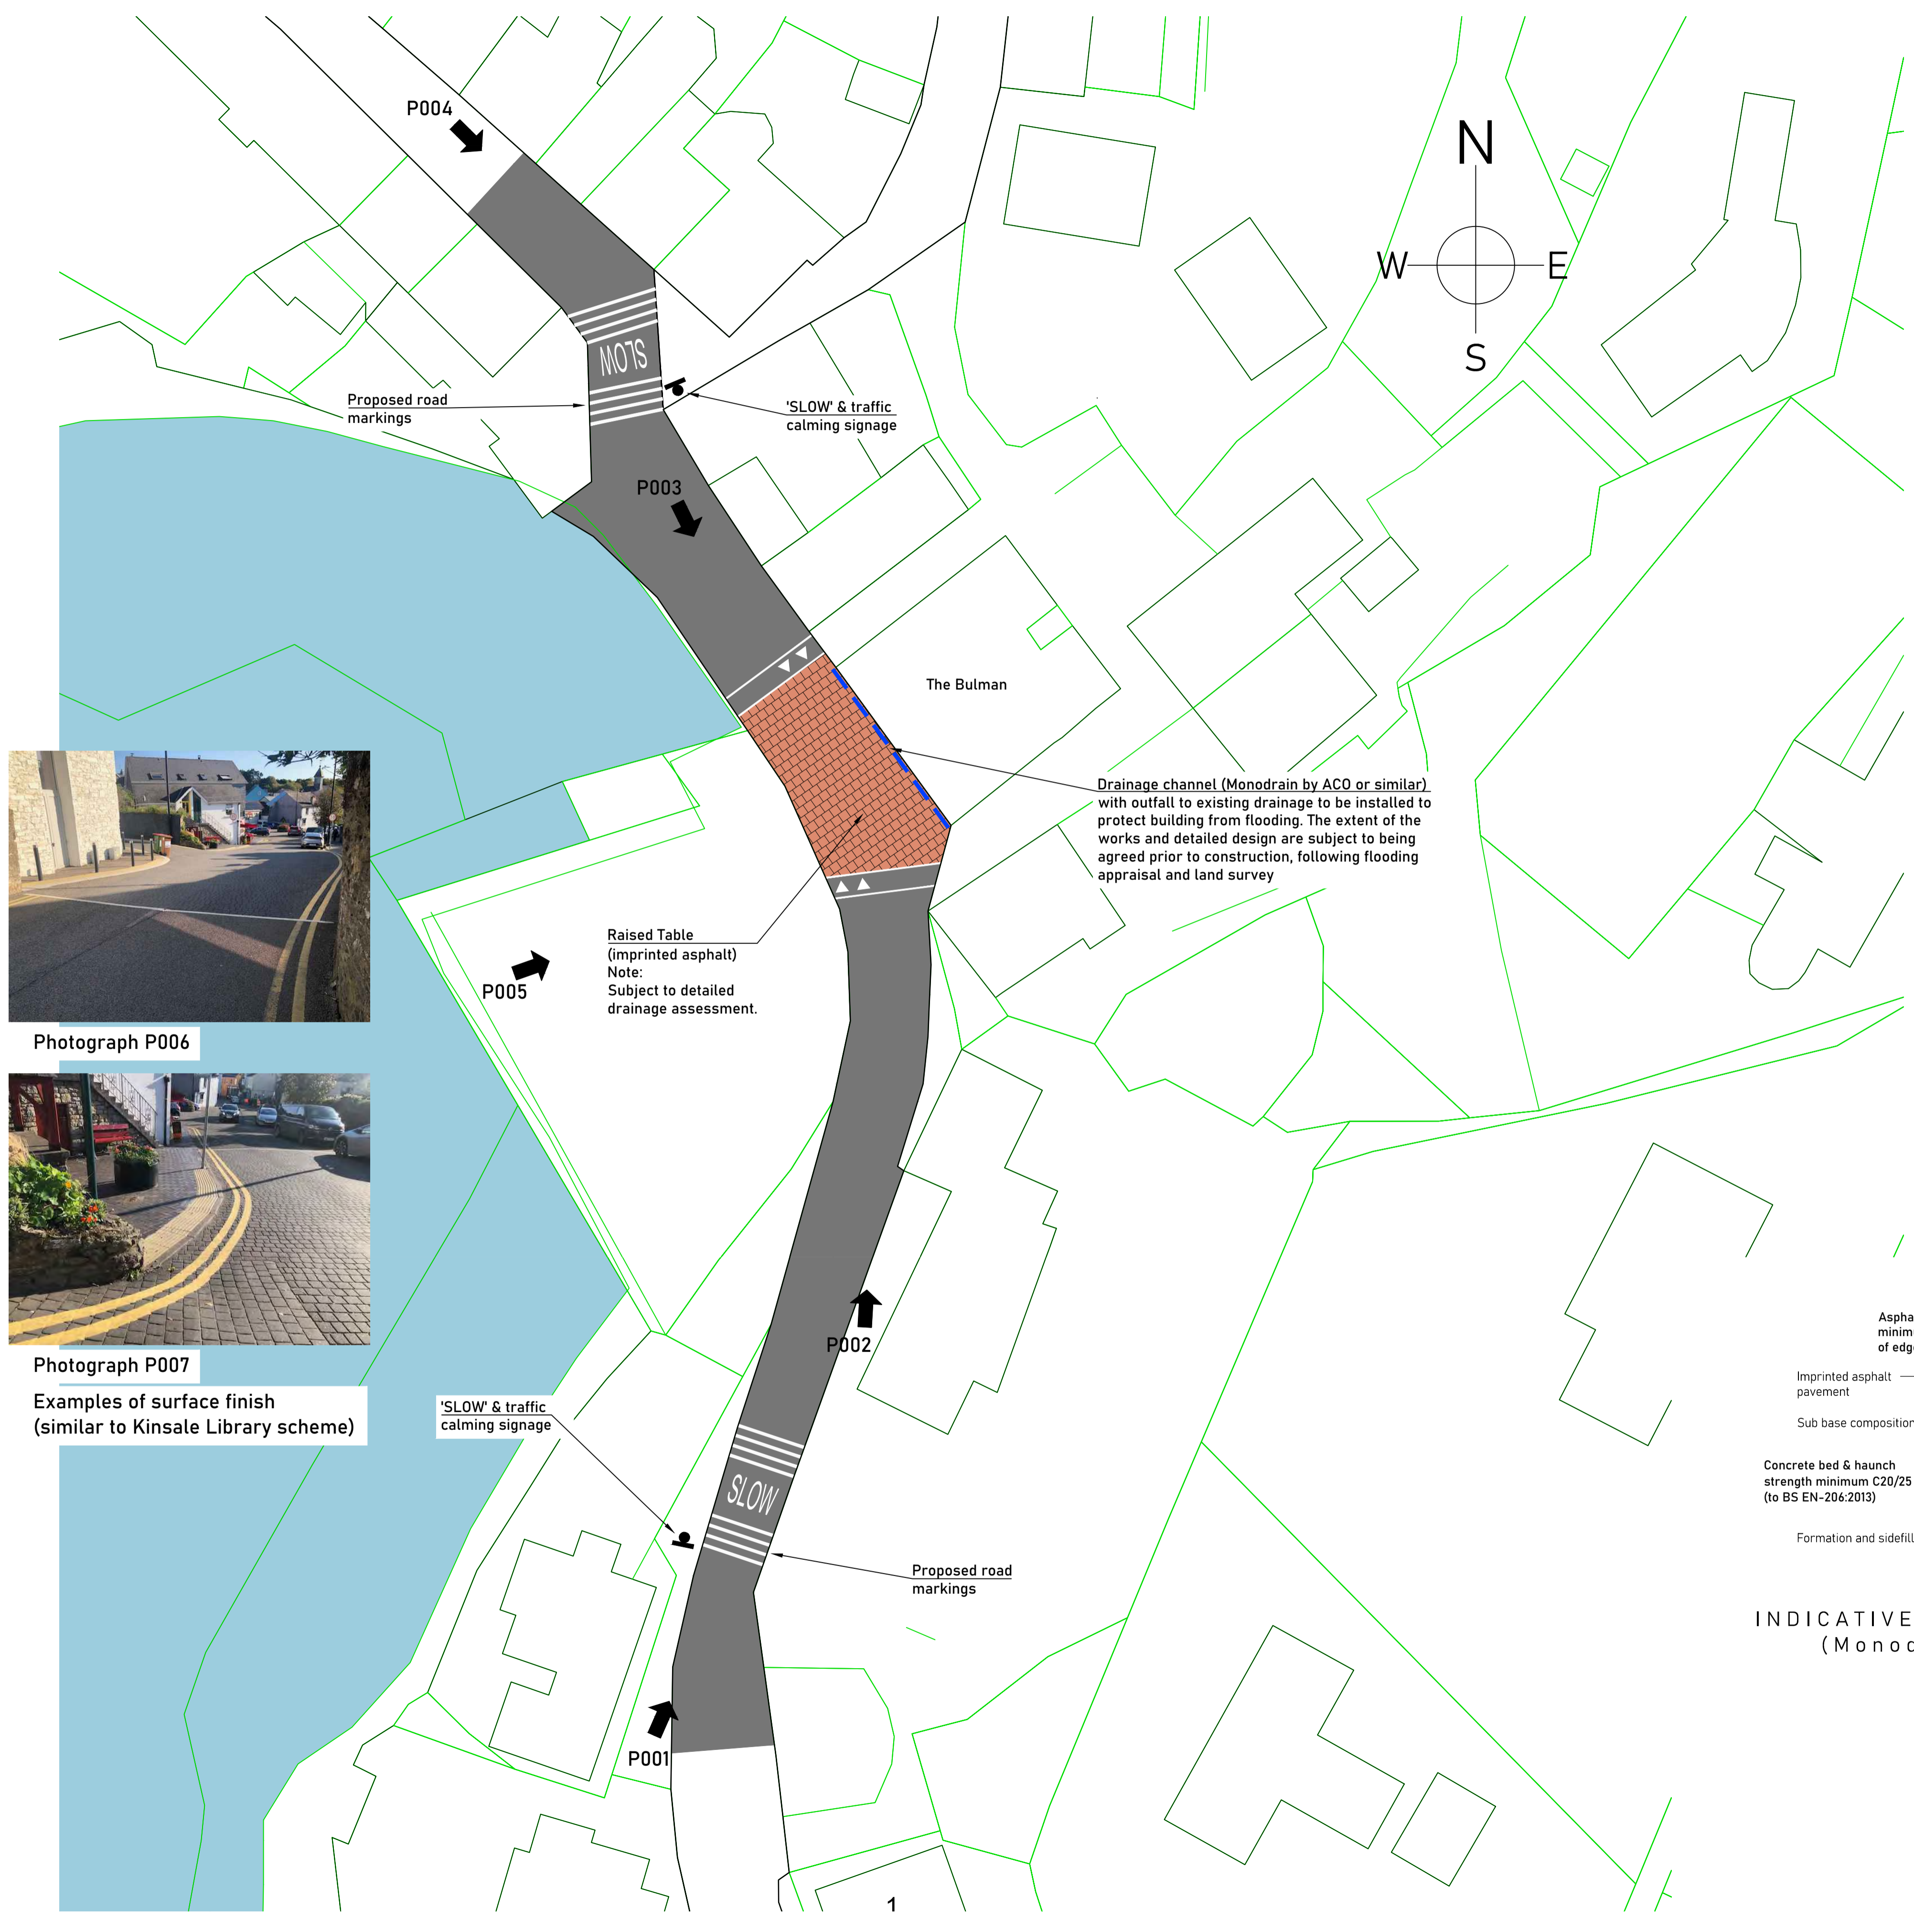 P004
N
W
E
S
SLOW
Proposed road
markings
'SLOW' & traffic
calming signage
P003
The Bulman
Drainage channel (Monodrain by ACO or similar)
with outfall to existing drainage to be installed to
protect building from flooding. The extent of the
works and detailed design are subject to being
agreed prior to construction, following flooding
appraisal and land survey
Raised Table
(imprinted asphalt)
Note:
Subject to detailed
drainage assessment.
P005
Photograph P006
Photograph P007
Examples of surface finish
(similar to Kinsale Library scheme)
P002
'SLOW' & traffic
calming signage
SLOW
Proposed road
markings
P001
1
Aspha
minim
of edg
Imprinted asphalt
pavement
Sub base composition
Concrete bed & haunch
strength minimum C20/25
(to BS EN-206:2013)
Formation and sidefill
INDICATIVE
(Monod